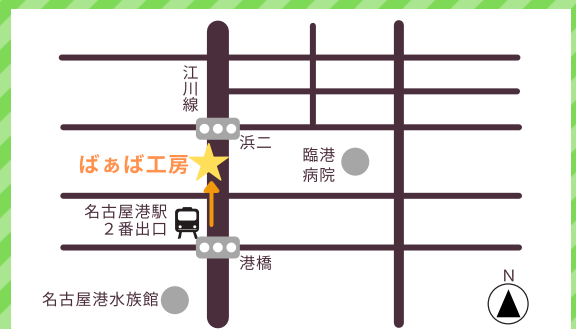 江川線
浜二
臨港
病院
ばぁば工房
名古屋港駅
2番出口
港橋
名古屋港水族館
N